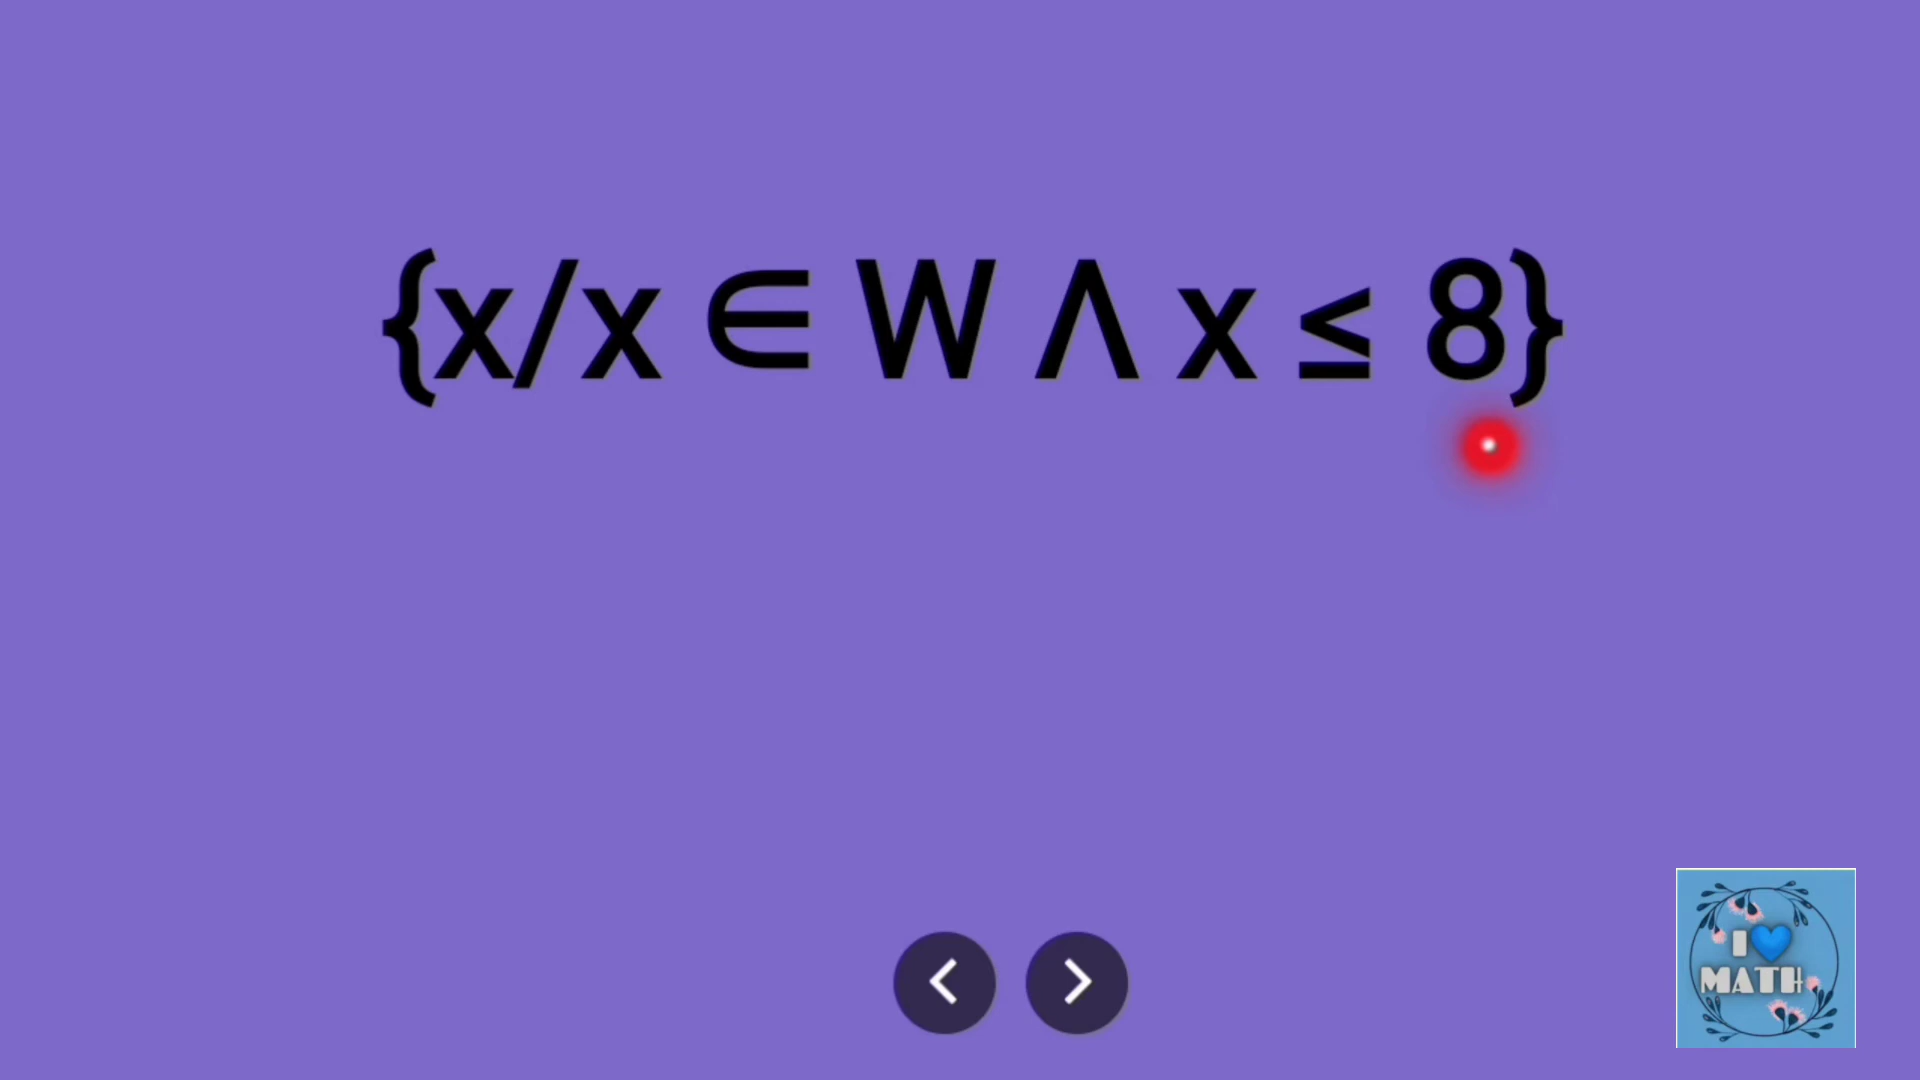 {x/x ∈ W Λ x ≤ 8}
I 💙
MATH